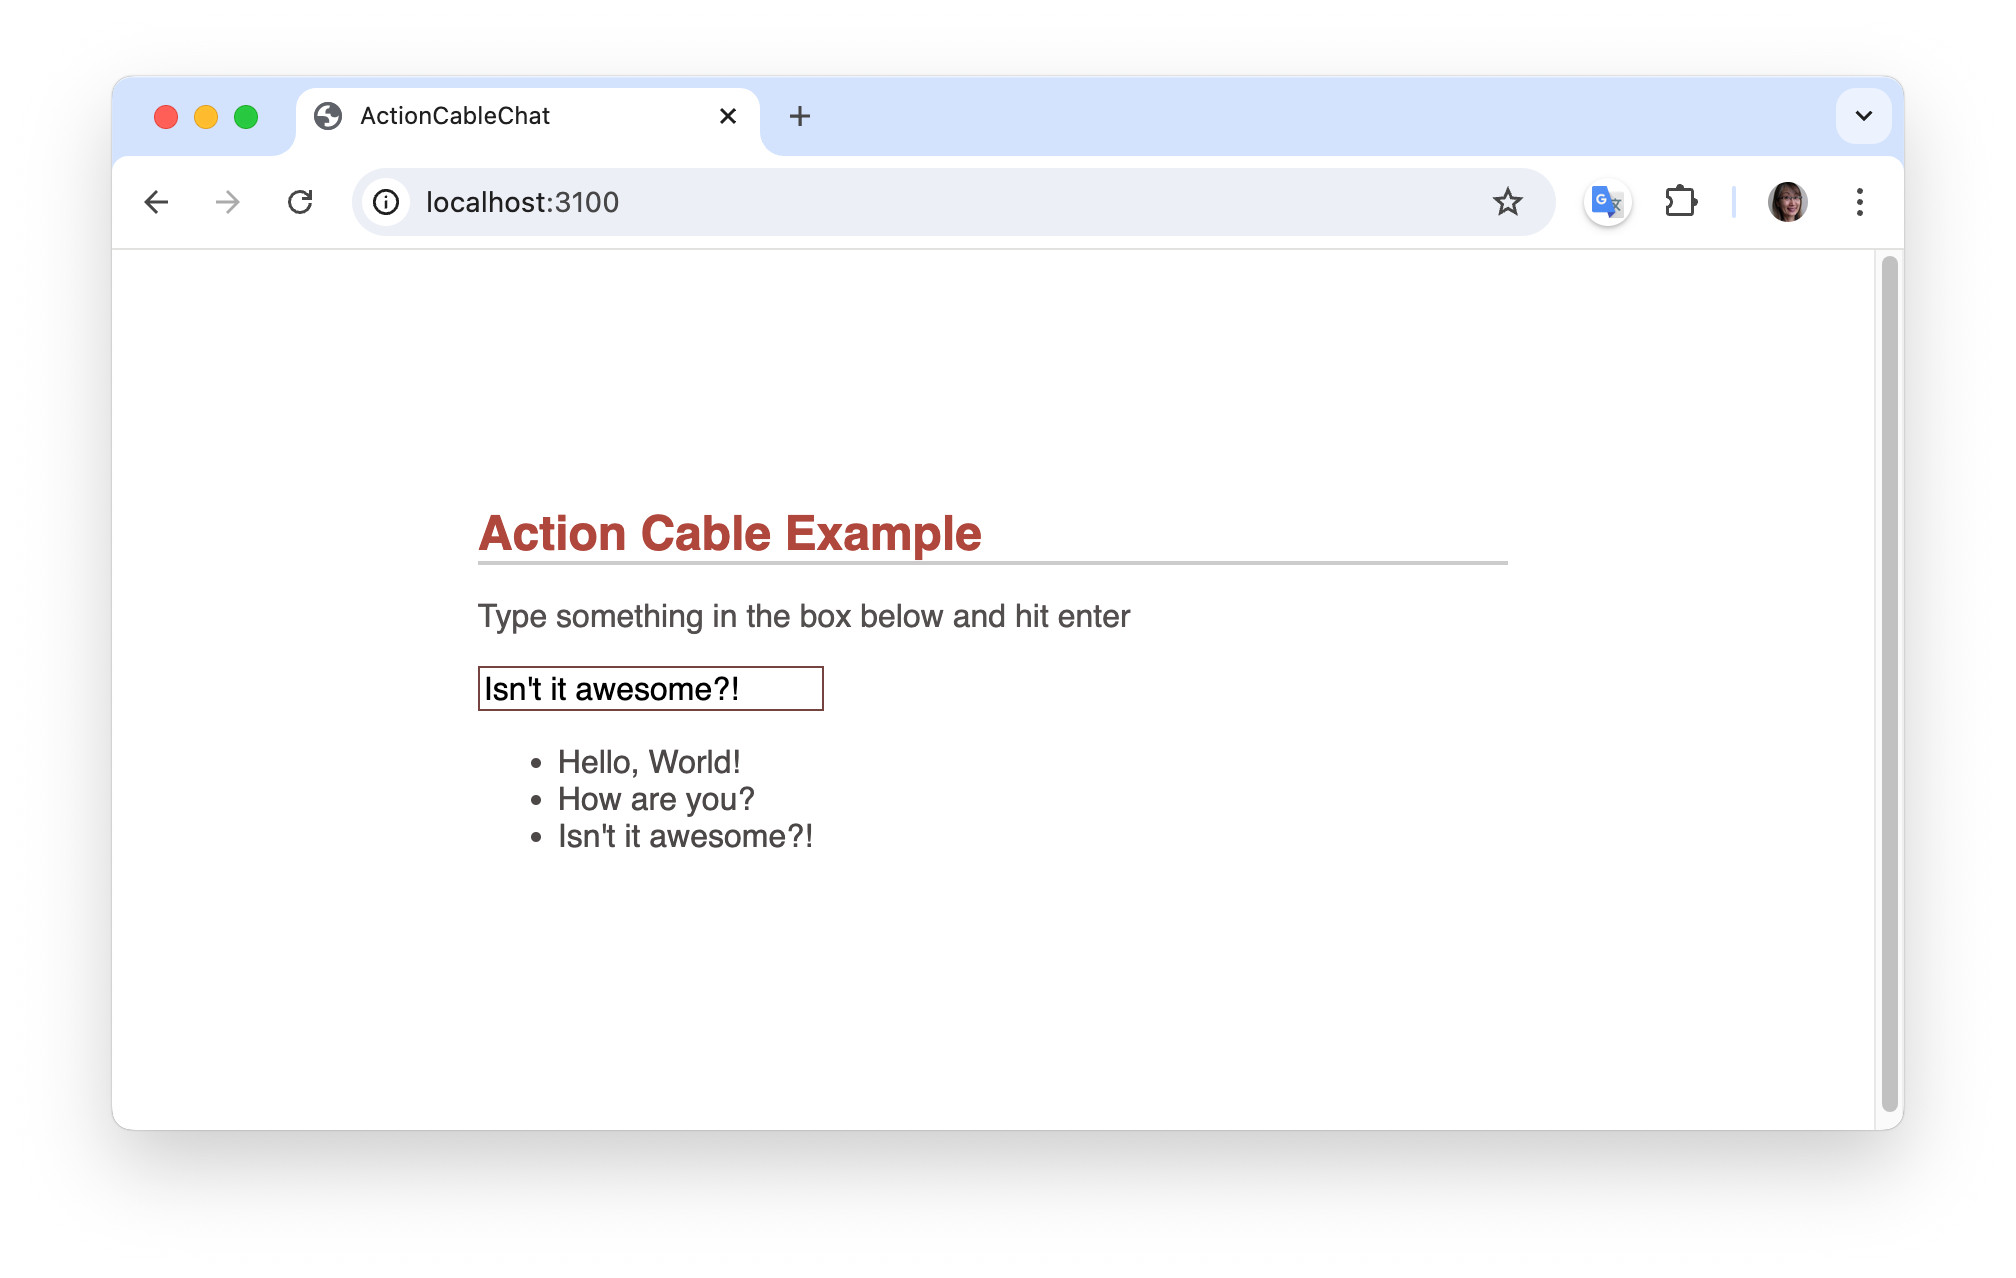 ActionCableChat
localhost:3100
Action Cable Example
Type something in the box below and hit enter
Isn't it awesome?!
Hello, World!
How are you?
Isn't it awesome?!